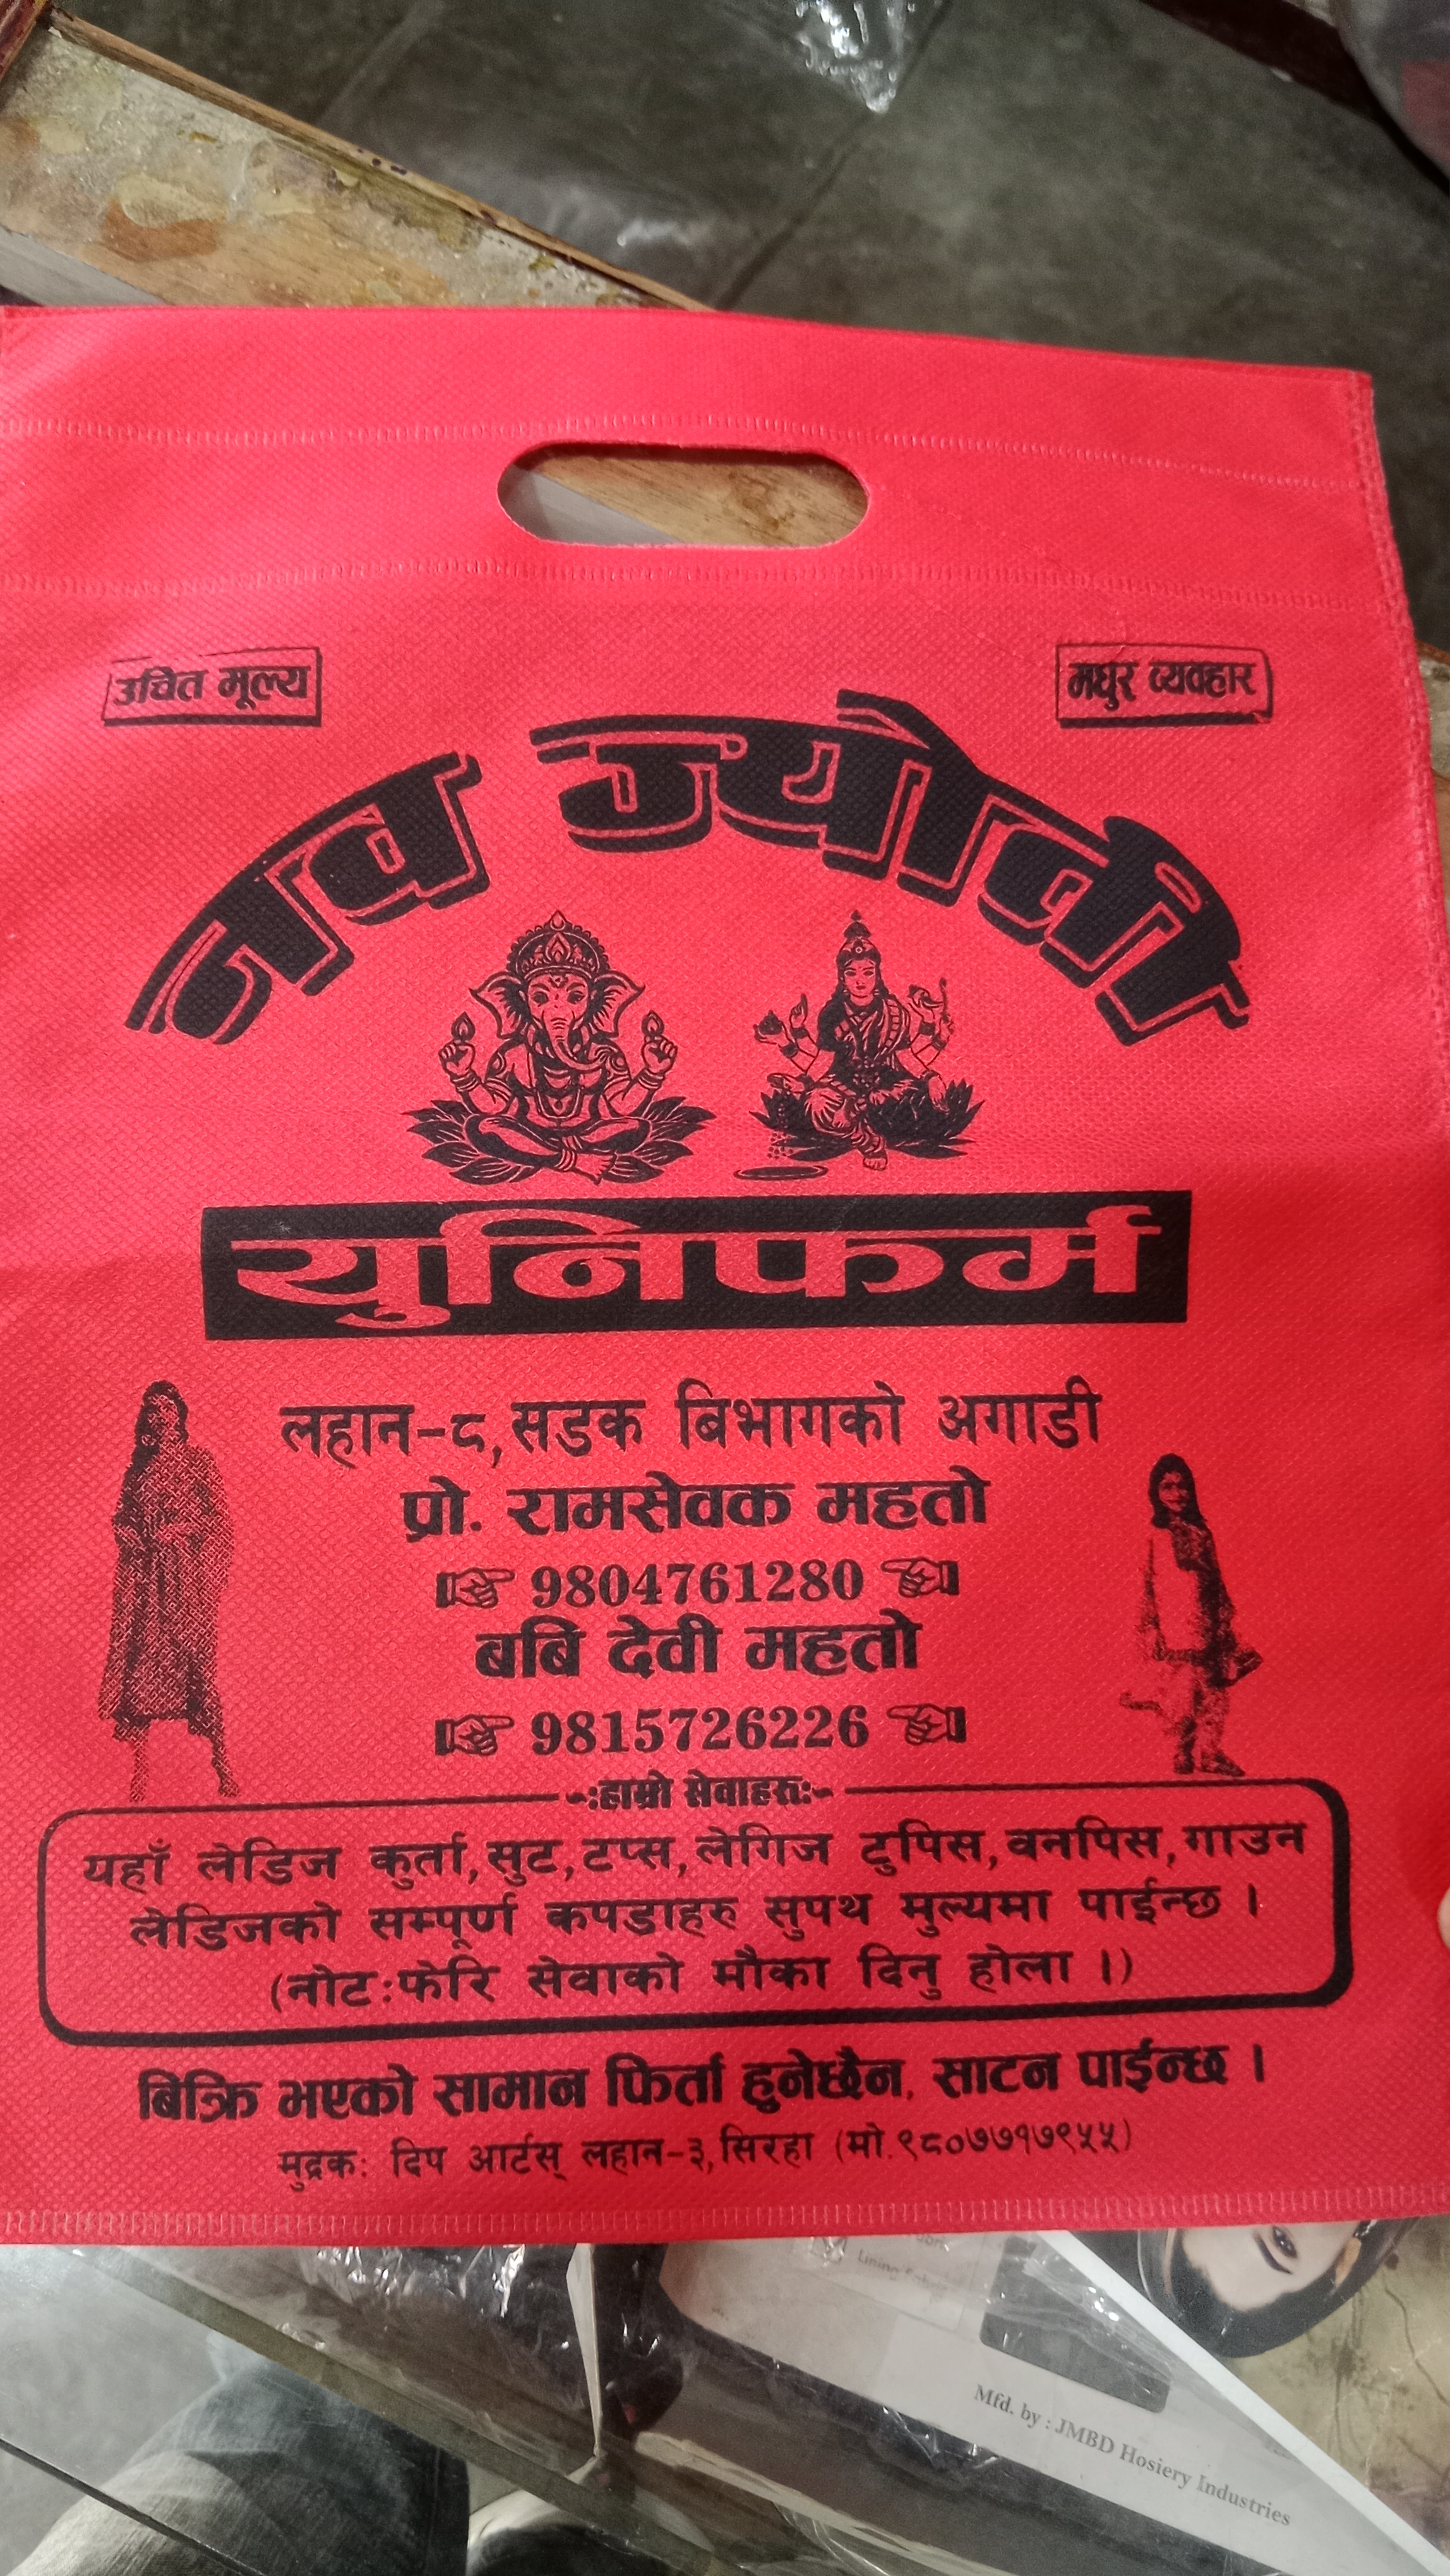 उचित मूल्य
मधुर व्यवहार
नव ज्योती
युनिफर्म
लहान-८,सडक बिभागको अगाडी
प्रो. रामसेवक महतो
9804761280
बबि देवी महतो
9815726226
:हाम्रो सेवाहरू:
यहाँ लेडिज कुर्ता,सुट,टप्स,लेगिज टुपिस,वनपिस,गाउन
लेडिजको सम्पूर्ण कपडाहरु सुपथ मुल्यमा पाईन्छ ।
(नोट:फेरि सेवाको मौका दिनु होला ।)
बिक्रि भएको सामान फिर्ता हुनेछैन, साटन पाईन्छ ।
मुद्रक: दिप आर्टस् लहान-३,सिरहा (मो.९८०७७१७९५५)
Mfd. by : JMBD Hosiery Industries